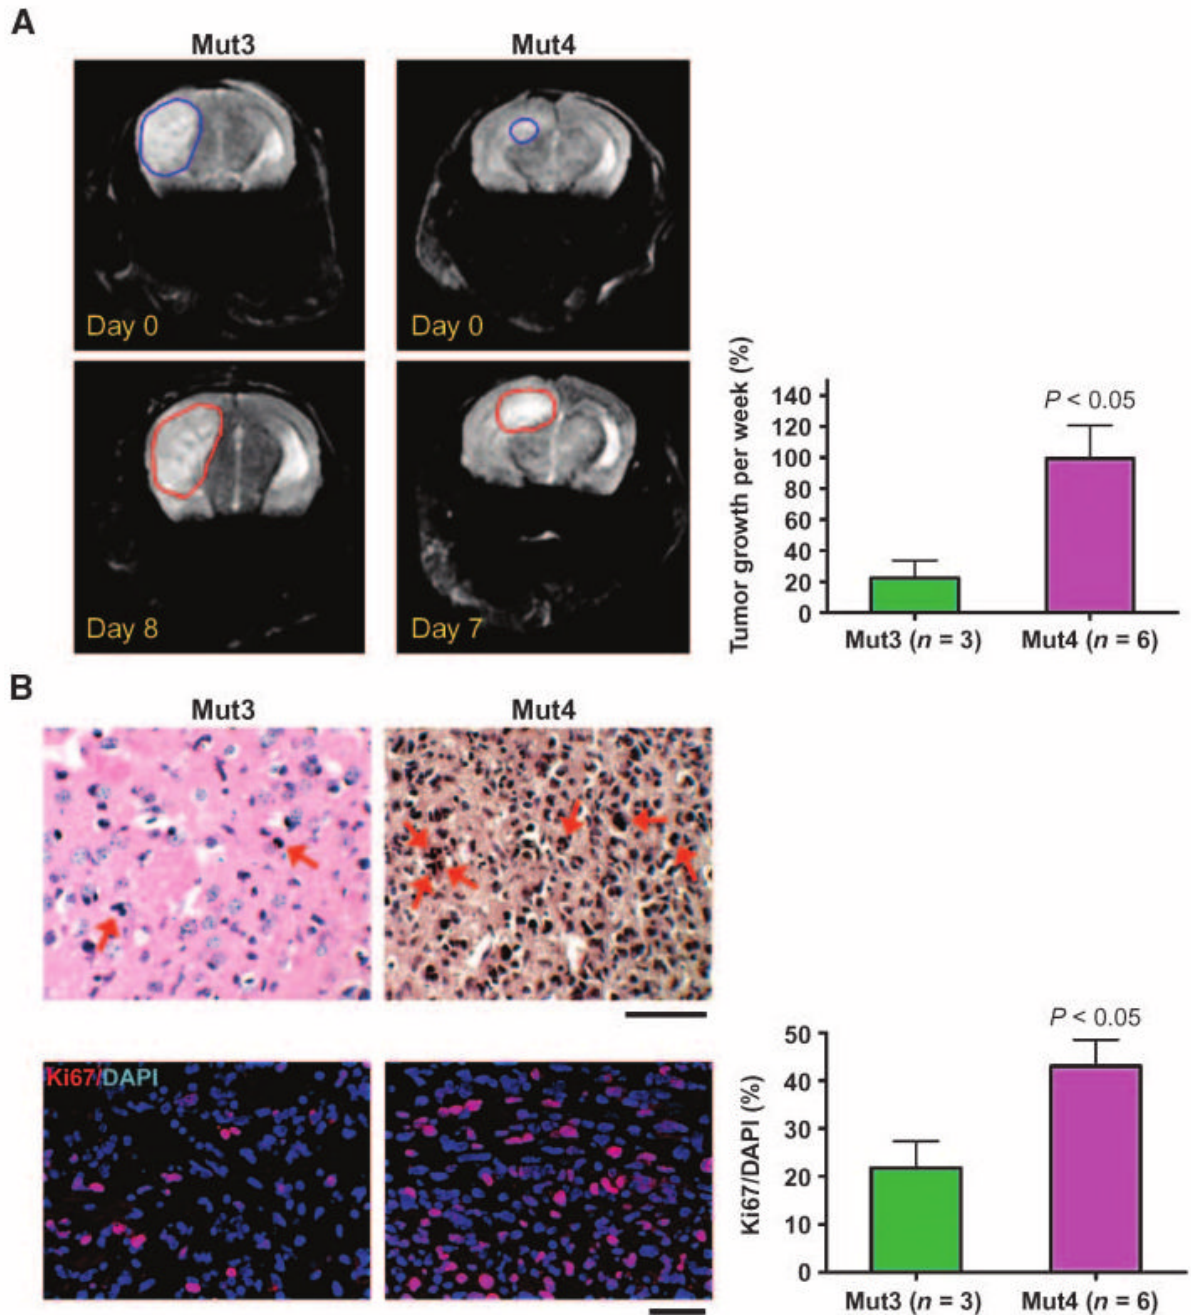 A
Mut3
Mut4
Day 0
Day 0
Day 8
Day 7
Tumor growth per week (%)
140
120
100
80
60
40
20
0
P < 0.05
Mut3 (n = 3)
Mut4 (n = 6)
B
Mut3
Mut4
Ki67/DAPI
Ki67/DAPI (%)
50
40
30
20
10
0
P < 0.05
Mut3 (n = 3)
Mut4 (n = 6)